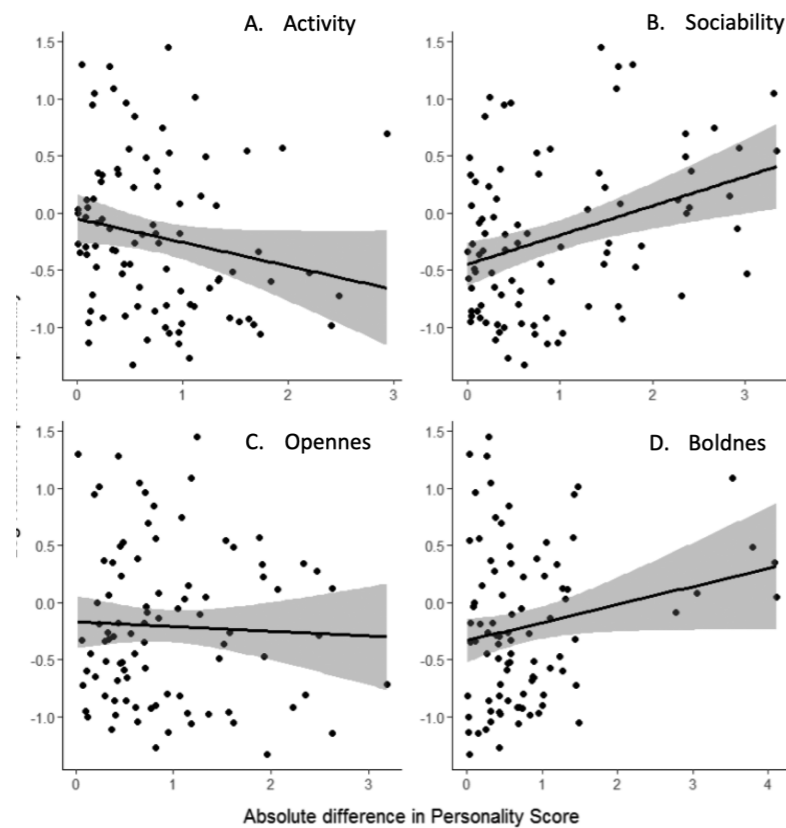 A. Activity
B. Sociability
1.5
1.0
0.5
0.0
-0.5
-1.0
0 1 2 3
1.5
1.0
0.5
0.0
-0.5
-1.0
0 1 2 3
C. Opennes
D. Boldnes
1.5
1.0
0.5
0.0
-0.5
-1.0
0 1 2 3
1.5
1.0
0.5
0.0
-0.5
-1.0
0 1 2 3 4
Absolute difference in Personality Score